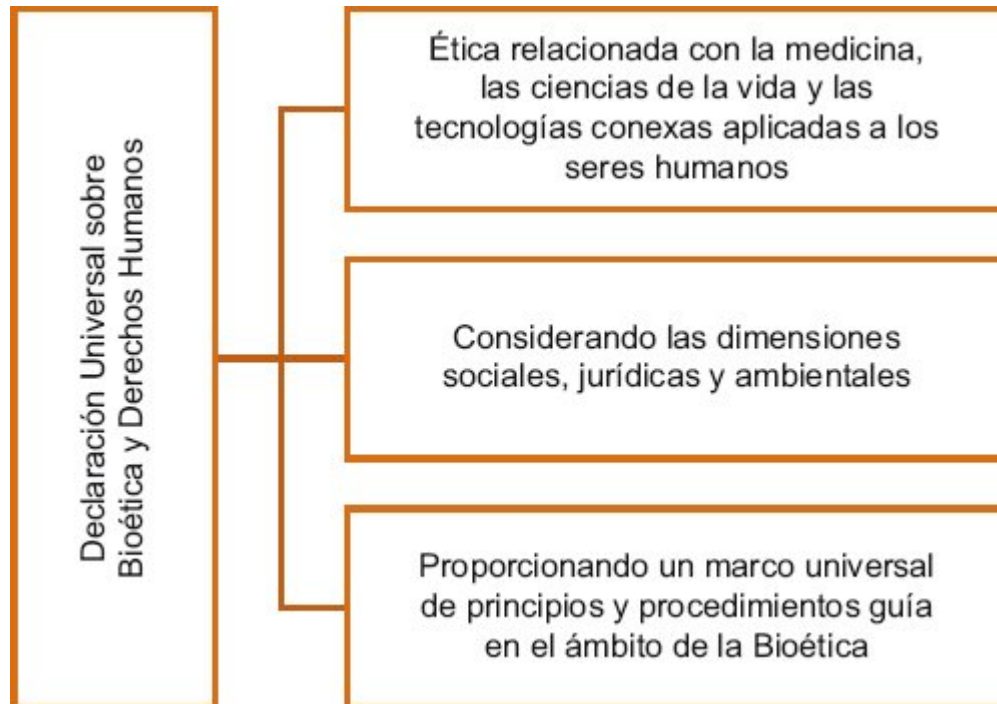 Declaración Universal sobre
Bioética y Derechos Humanos
Ética relacionada con la medicina,
las ciencias de la vida y las
tecnologías conexas aplicadas a los
seres humanos
Considerando las dimensiones
sociales, jurídicas y ambientales
Proporcionando un marco universal
de principios y procedimientos guía
en el ámbito de la Bioética